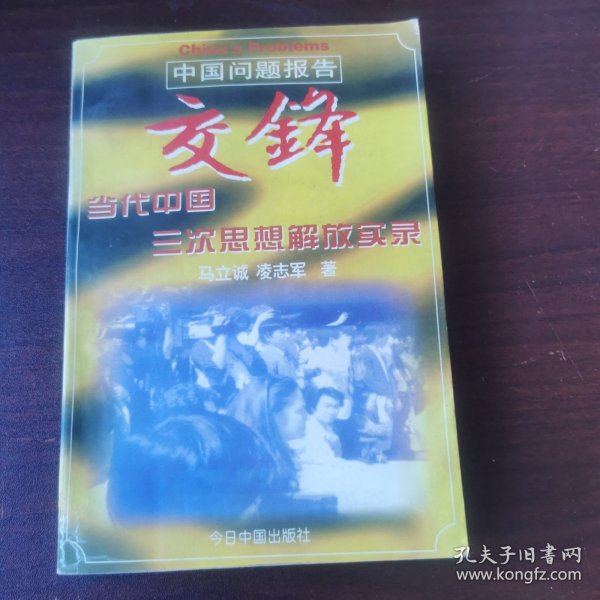 China's Problems
中国问题报告
交鋒
当代中国
三次思想解放实录
马立诚 凌志军 著
今日中国出版社
孔夫子旧书网
www.kongfz.com